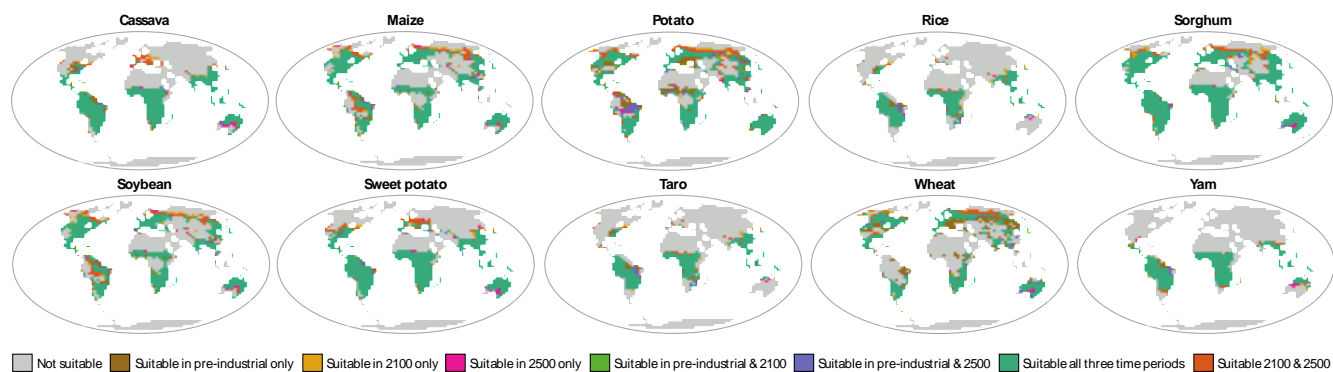 Cassava Maize Potato Rice Sorghum
Soybean Sweet potato Taro Wheat Yam
Not suitable Suitable in pre-industrial only Suitable in 2100 only Suitable in 2500 only Suitable in pre-industrial & 2100 Suitable in pre-industrial & 2500 Suitable all three time periods Suitable 2100 & 2500